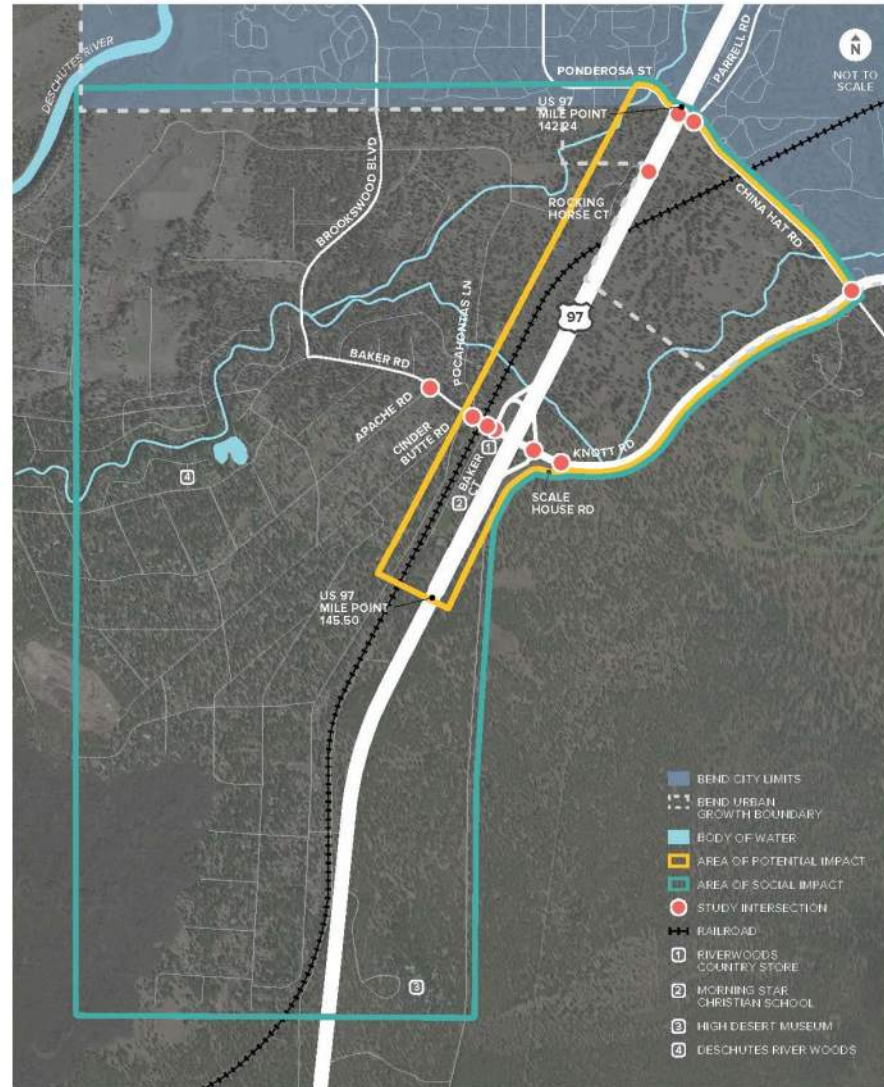 DESCHUTES RIVER
BROOKSWOOD BLVD
PONDEROSA ST
PARRELL RD
N
NOT TO
SCALE
US 97
MILE POINT
142.24
CHINA HAT RD
ROCKING
HORSE CT
97
POCAHONTAS LN
BAKER RD
APACHE RD
CINDER
BUTTE RD
1
BAKER
CT
KNOTT RD
4
2
SCALE
HOUSE RD
US 97
MILE POINT
145.50
3
BEND CITY LIMITS
BEND URBAN
GROWTH BOUNDARY
BODY OF WATER
AREA OF POTENTIAL IMPACT
AREA OF SOCIAL IMPACT
STUDY INTERSECTION
RAILROAD
1 RIVERWOODS
COUNTRY STORE
2 MORNING STAR
CHRISTIAN SCHOOL
3 HIGH DESERT MUSEUM
4 DESCHUTES RIVER WOODS